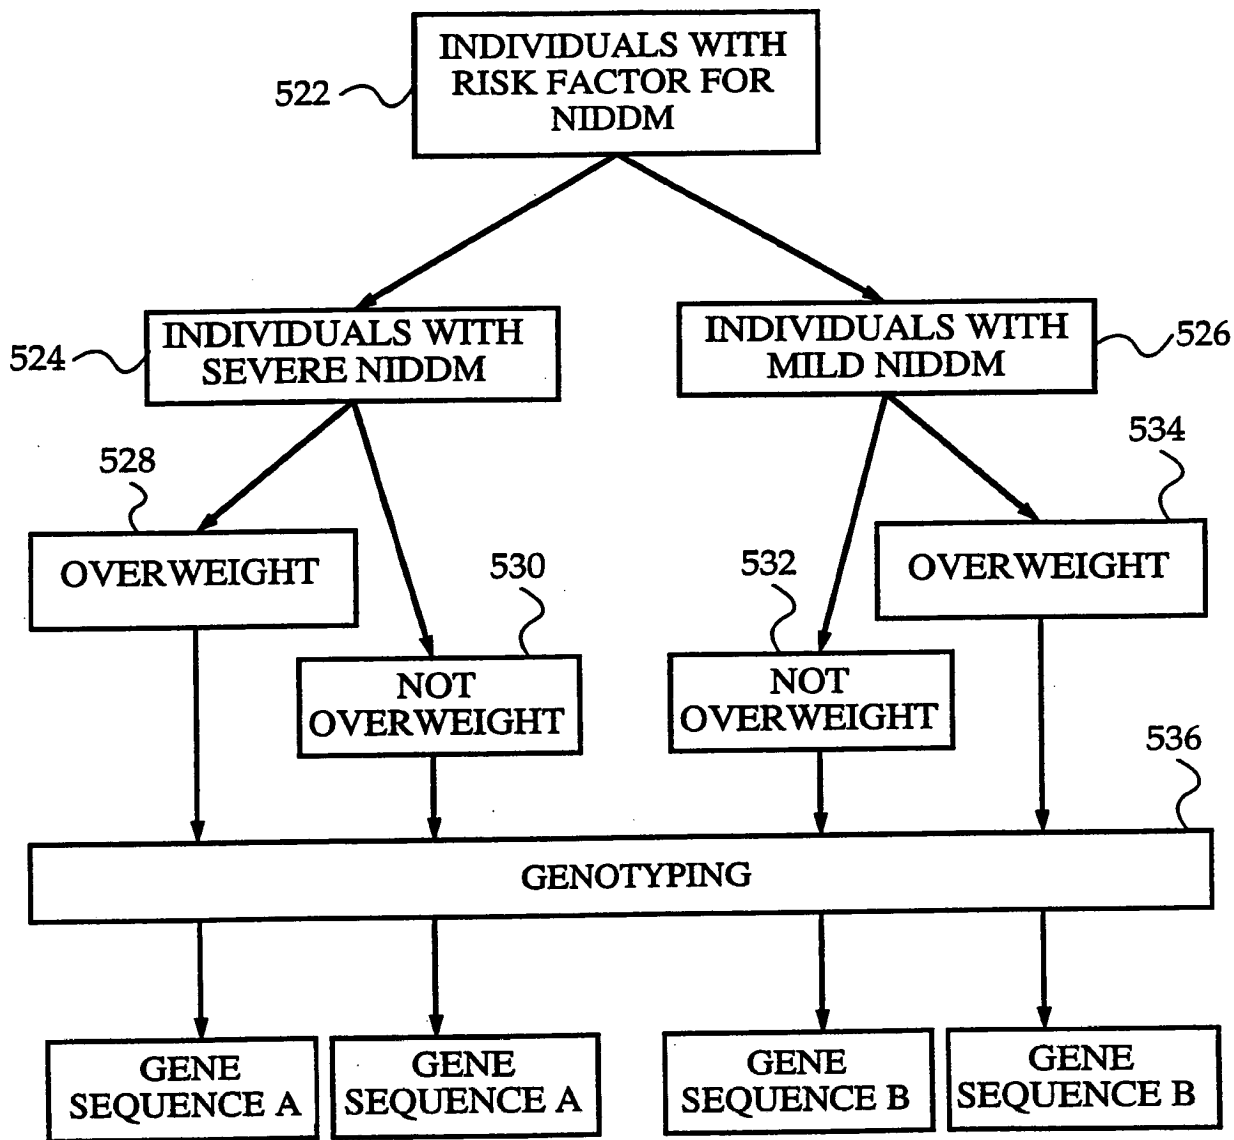 INDIVIDUALS WITH
RISK FACTOR FOR
NIDDM
522
INDIVIDUALS WITH
SEVERE NIDDM
524
INDIVIDUALS WITH
MILD NIDDM
526
528
534
OVERWEIGHT
530
532
OVERWEIGHT
NOT
OVERWEIGHT
NOT
OVERWEIGHT
536
GENOTYPING
GENE
SEQUENCE A
GENE
SEQUENCE A
GENE
SEQUENCE B
GENE
SEQUENCE B